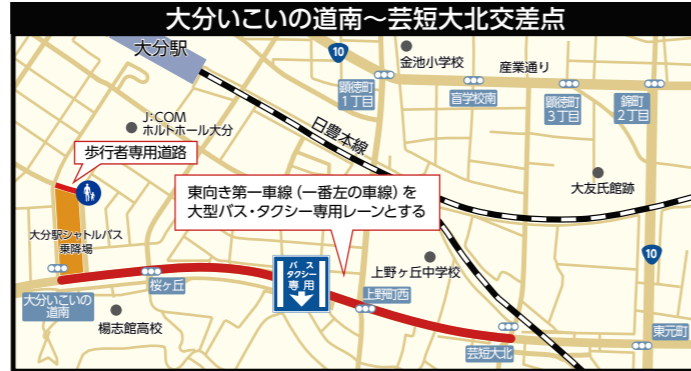 大分いこいの道南～芸短大北交差点
大分駅
10
金池小学校
産業通り
顕徳町
1丁目
盲学校南
顕徳町
3丁目
錦町
2丁目
J:COM
ホルトホール大分
日豊本線
歩行者専用道路
東向き第一車線（一番左の車線）を
大型バス・タクシー専用レーンとする
大友氏館跡
大分駅シャトルバス
乗降場
10
バス
タクシー
専用
上野ヶ丘中学校
大分いこいの
道南
桜ヶ丘
上野町西
楊志館高校
芸短大北
東元町